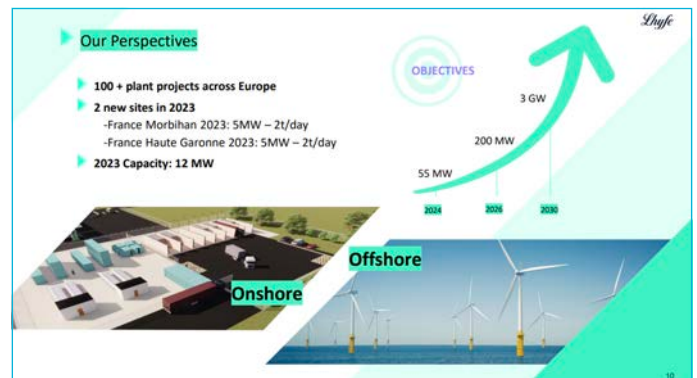 Lhyfe
Our Perspectives
100 + plant projects across Europe
2 new sites in 2023
-France Morbihan 2023: 5MW – 2t/day
-France Haute Garonne 2023: 5MW – 2t/day
2023 Capacity: 12 MW
OBJECTIVES
3 GW
200 MW
55 MW
2024
2026
2030
Onshore
Offshore
10